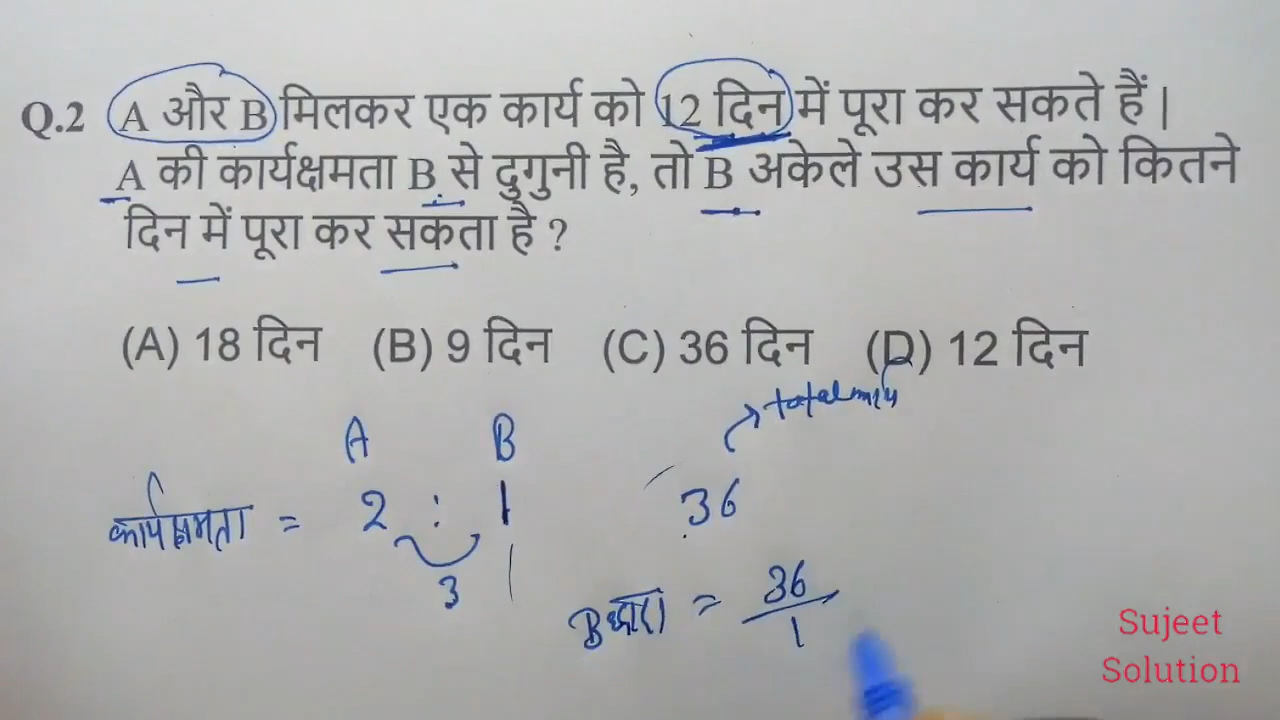 Q.2 A और B मिलकर एक कार्य को 12 दिन में पूरा कर सकते हैं |
A की कार्यक्षमता B से दुगुनी है, तो B अकेले उस कार्य को कितने
दिन में पूरा कर सकता है ?
(A) 18 दिन (B) 9 दिन (C) 36 दिन (D) 12 दिन
total
A B
कार्यक्षमता = 2 : 1 36
3
B द्वारा = 36/1
Sujeet
Solution